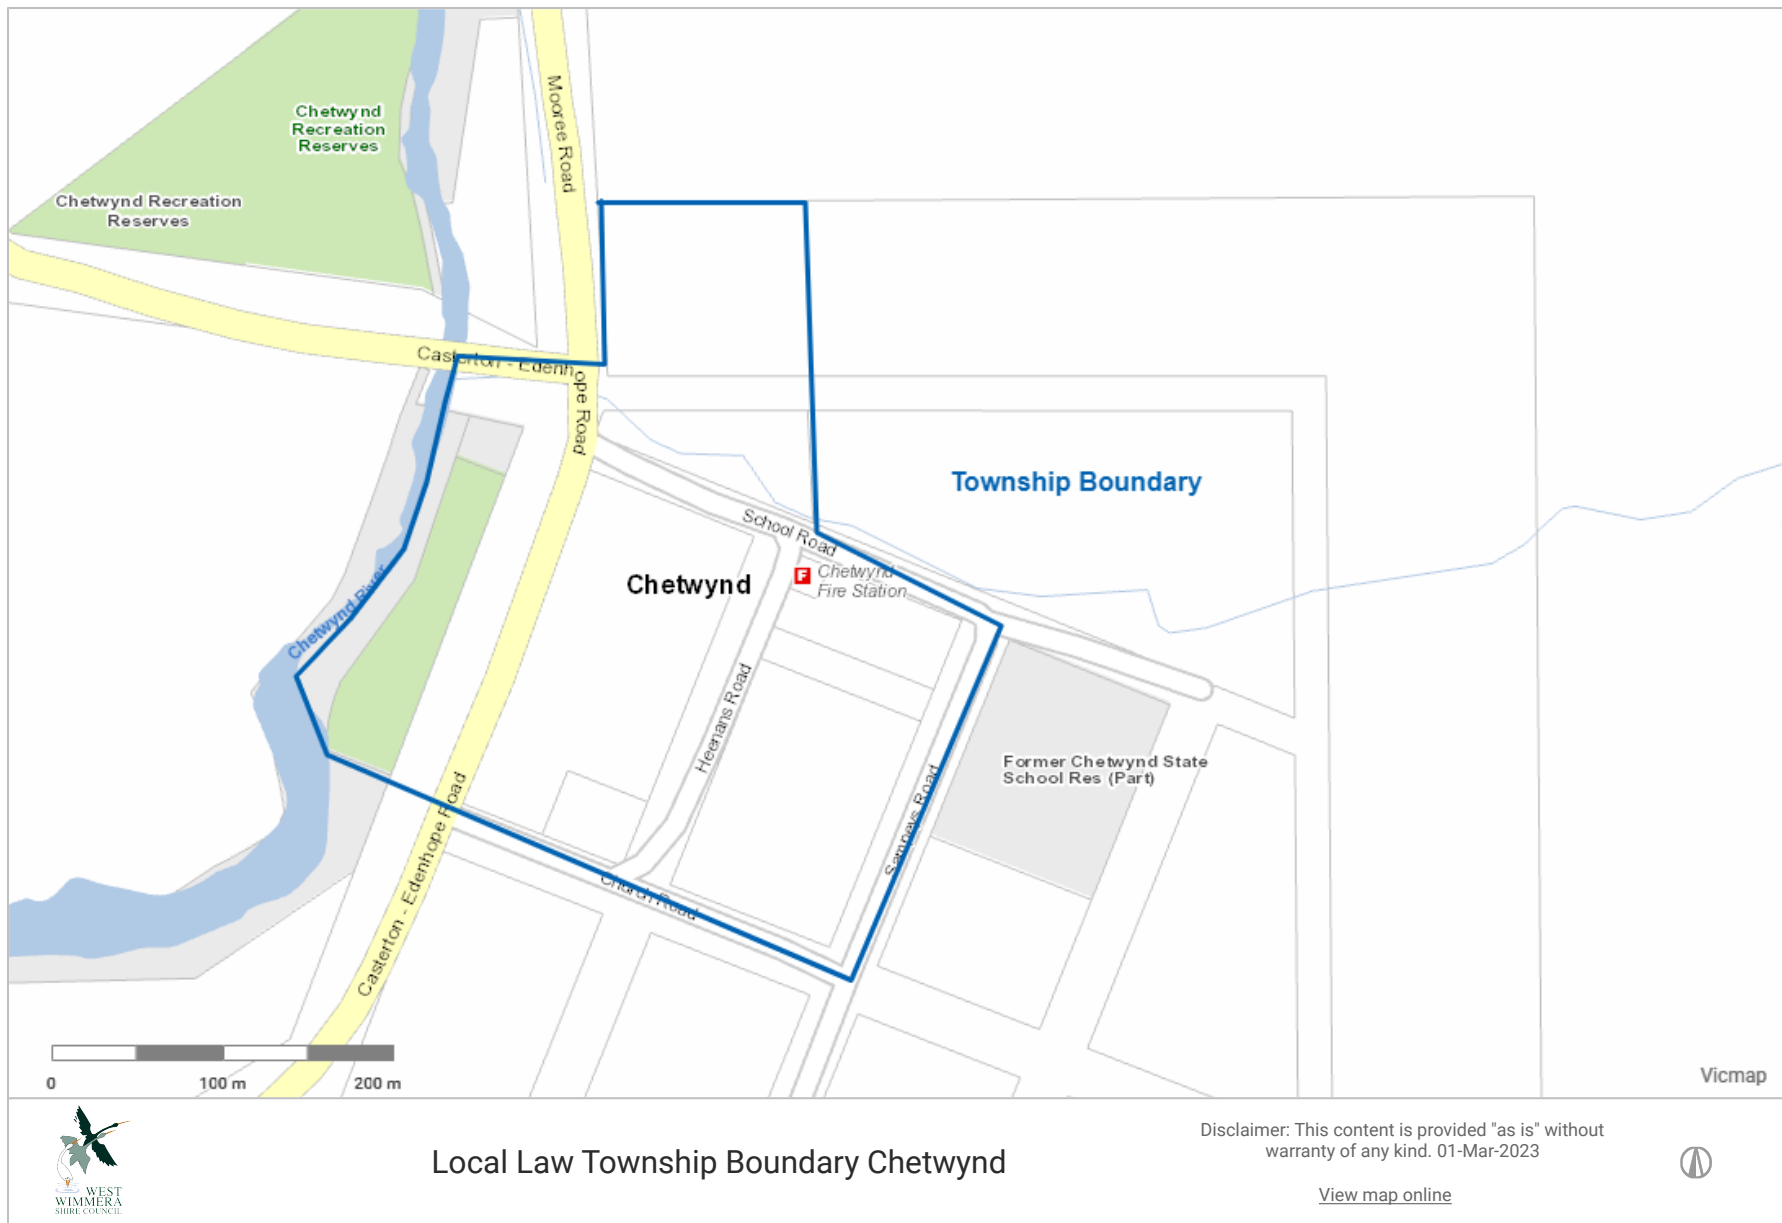 Chetwynd
Recreation
Reserves
Mooree Road
Chetwynd Recreation
Reserves
Casterton - Edenhope Road
Township Boundary
School Road
Chetwynd
F
Chetwynd
Fire Station
Chetwynd River
Heenans Road
Former Chetwynd State
School Res (Part)
Sampeys Road
Casterton - Edenhope Road
Church Road
0
100 m
200 m
Vicmap
WEST
WIMMERA
SHIRE COUNCIL
Local Law Township Boundary Chetwynd
Disclaimer: This content is provided "as is" without
warranty of any kind. 01-Mar-2023
View map online